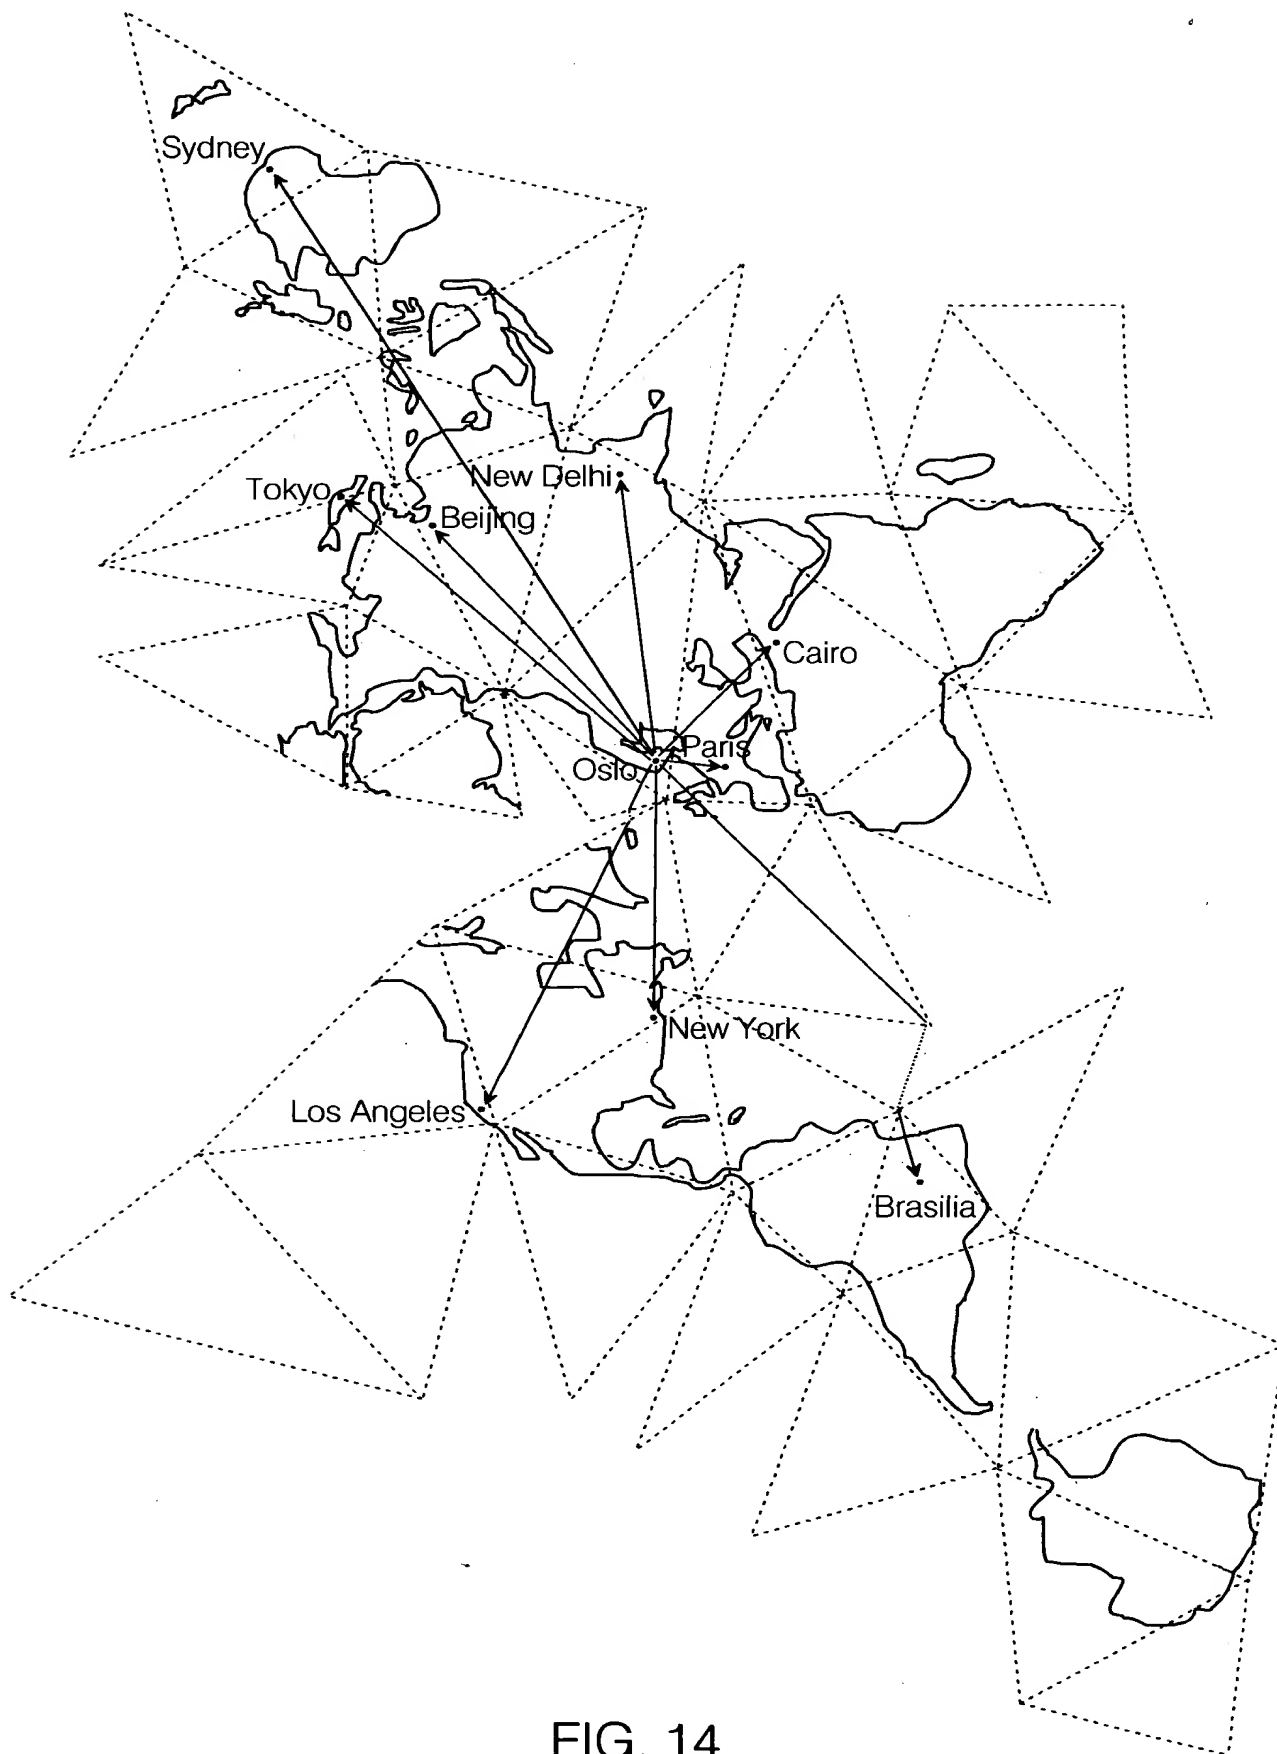 Sydney
New Delhi
Tokyo
Beijing
Cairo
Paris
Oslo
New York
Los Angeles
Brasilia
FIG. 14